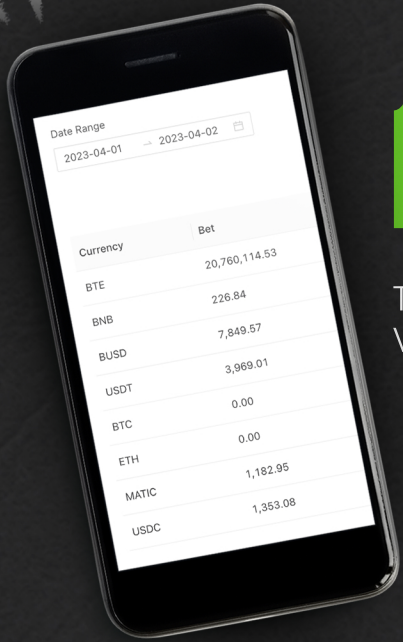 Date Range
2023-04-01 → 2023-04-02
Currency Bet
BTE 20,760,114.53
BNB 226.84
BUSD 7,849.57
USDT 3,969.01
BTC 0.00
ETH 0.00
MATIC 1,182.95
USDC 1,353.08